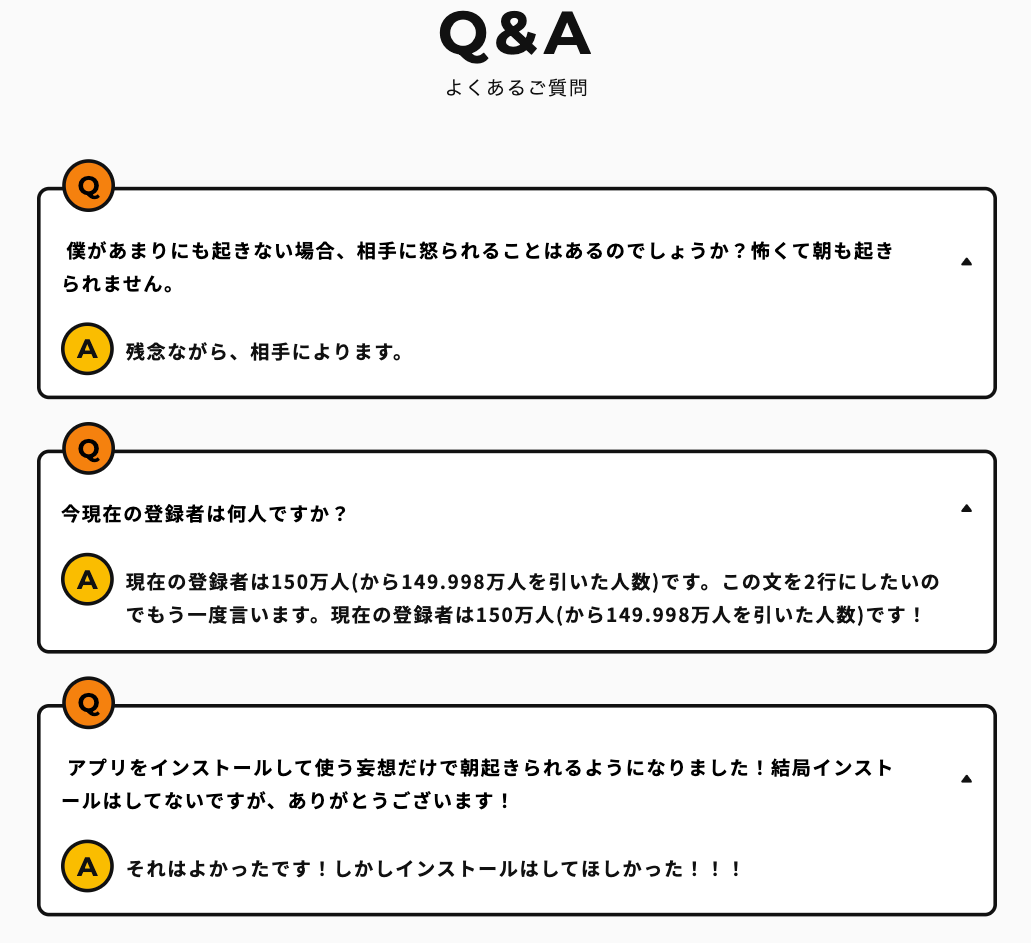 Q&A
よくあるご質問
Q
僕があまりにも起きない場合、相手に怒られることはあるのでしょうか？怖くて朝も起き
られません。
A 残念ながら、相手によります。
Q
今現在の登録者は何人ですか？
A 現在の登録者は150万人(から149.998万人を引いた人数)です。この文を2行にしたいの
でもう一度言います。現在の登録者は150万人(から149.998万人を引いた人数)です！
Q
アプリをインストールして使う妄想だけで朝起きられるようになりました！結局インスト
ールはしてないですが、ありがとうございます！
A それはよかったです！しかしインストールはしてほしかった！！！